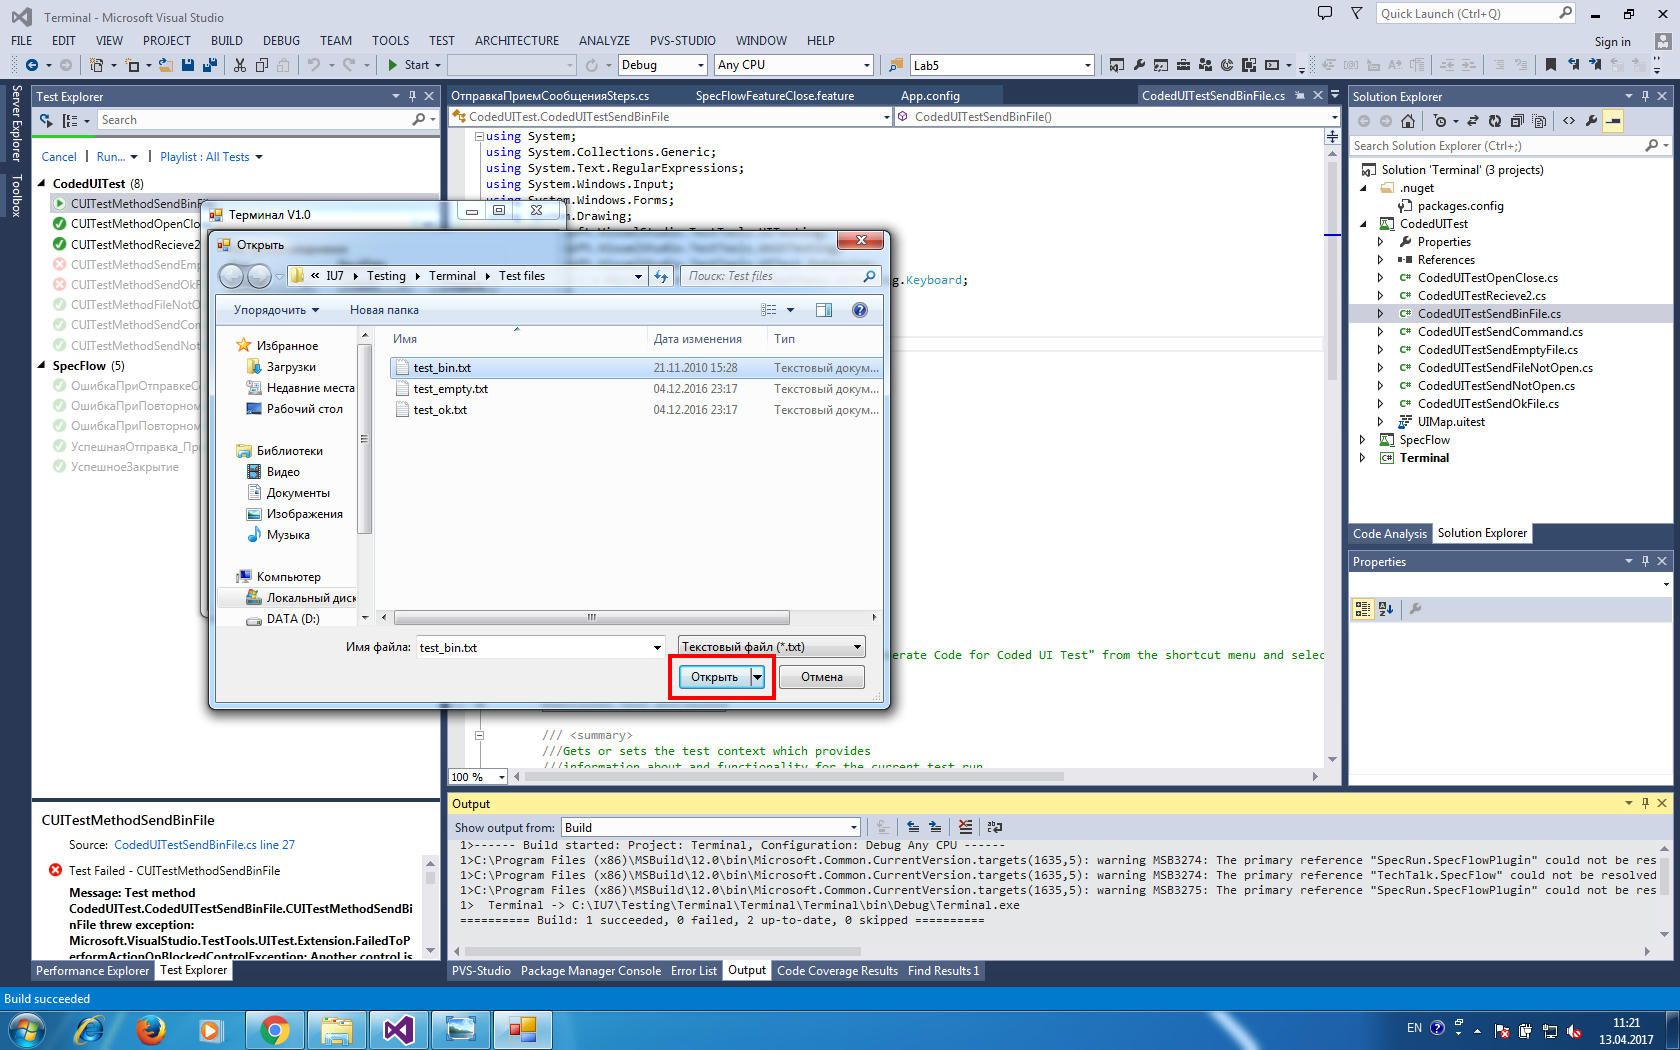 Terminal - Microsoft Visual Studio
Quick Launch (Ctrl+Q)
FILE EDIT VIEW PROJECT BUILD DEBUG TEAM TOOLS TEST ARCHITECTURE ANALYZE PVS-STUDIO WINDOW HELP
Sign in
Start Debug Any CPU Lab5
Server Explorer
Toolbox
Test Explorer
Search
Cancel Run... Playlist : All Tests
CodedUITest (8)
CUITestMethodSendBinFi
CUITestMethodOpenClo
CUITestMethodRecieve2
CUITestMethodSendEmp
CUITestMethodSendOkF
CUITestMethodFileNotO
CUITestMethodSendCom
CUITestMethodSendNot
SpecFlow (5)
ОшибкаПриОтправкеС
ОшибкаПриПовторном
ОшибкаПриПовторном
УспешнаяОтправка_Пр
УспешноеЗакрытие
CUITestMethodSendBinFile
Source: CodedUITestSendBinFile.cs line 27
Test Failed - CUITestMethodSendBinFile
Message: Test method
CodedUITest.CodedUITestSendBinFile.CUITestMethodSendBi
nFile threw exception:
Microsoft.VisualStudio.TestTools.UITest.Extension.FailedToP
erformActionOnBlockedControlException: Another control is
Performance Explorer Test Explorer
ОтправкаПриемСообщенияSteps.cs SpecFlowFeatureClose.feature App.config CodedUITestSendBinFile.cs
CodedUITest.CodedUITestSendBinFile CodedUITestSendBinFile()
using System;
using System.Collections.Generic;
using System.Text.RegularExpressions;
using System.Windows.Input;
using System.Windows.Forms;
.Drawing;
g.Keyboard;
erate Code for Coded UI Test" from the shortcut menu and selec
/// <summary>
///Gets or sets the test context which provides
///information about and functionality for the current test run
100 %
Терминал V1.0
Открыть
« IU7 Testing Terminal Test files
Поиск: Test files
Упорядочить Новая папка
Избранное
Загрузки
Недавние места
Рабочий стол
Библиотеки
Видео
Документы
Изображения
Музыка
Компьютер
Локальный диск
DATA (D:)
Имя Дата изменения Тип
test_bin.txt 21.11.2010 15:28 Текстовый докум...
test_empty.txt 04.12.2016 23:17 Текстовый докум...
test_ok.txt 04.12.2016 23:17 Текстовый докум...
Имя файла: test_bin.txt Текстовый файл (*.txt)
Открыть Отмена
Output
Show output from: Build
1>------ Build started: Project: Terminal, Configuration: Debug Any CPU ------
1>C:\Program Files (x86)\MSBuild\12.0\bin\Microsoft.Common.CurrentVersion.targets(1635,5): warning MSB3274: The primary reference "SpecRun.SpecFlowPlugin" could not be res
1>C:\Program Files (x86)\MSBuild\12.0\bin\Microsoft.Common.CurrentVersion.targets(1635,5): warning MSB3274: The primary reference "TechTalk.SpecFlow" could not be resolved
1>C:\Program Files (x86)\MSBuild\12.0\bin\Microsoft.Common.CurrentVersion.targets(1635,5): warning MSB3275: The primary reference "SpecRun.SpecFlowPlugin" could not be res
1> Terminal -> C:\IU7\Testing\Terminal\Terminal\Terminal\bin\Debug\Terminal.exe
========== Build: 1 succeeded, 0 failed, 2 up-to-date, 0 skipped ==========
PVS-Studio Package Manager Console Error List Output Code Coverage Results Find Results 1
Solution Explorer
Search Solution Explorer (Ctrl+;)
Solution 'Terminal' (3 projects)
.nuget
packages.config
CodedUITest
Properties
References
CodedUITestOpenClose.cs
CodedUITestRecieve2.cs
CodedUITestSendBinFile.cs
CodedUITestSendCommand.cs
CodedUITestSendEmptyFile.cs
CodedUITestSendFileNotOpen.cs
CodedUITestSendNotOpen.cs
CodedUITestSendOkFile.cs
UIMap.uitest
SpecFlow
Terminal
Code Analysis Solution Explorer
Properties
Build succeeded
EN
11:21
13.04.2017